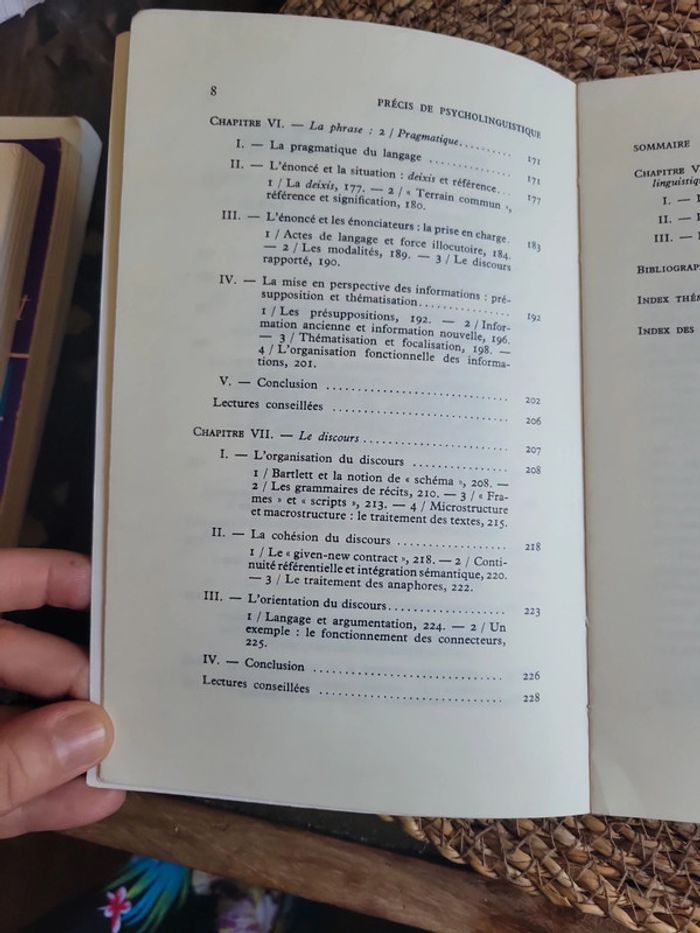 8
PRÉCIS DE PSYCHOLINGUISTIQUE
CHAPITRE VI. — La phrase : 2 / Pragmatique.......... 171
I. — La pragmatique du langage .............. 171
II. — L'énoncé et la situation : deixis et référence... 177
1 / La deixis, 177. — 2 / « Terrain commun »,
référence et signification, 180.
III. — L'énoncé et les énonciateurs : la prise en charge. 183
1 / Actes de langage et force illocutoire, 184.
— 2 / Les modalités, 189. — 3 / Le discours
rapporté, 190.
IV. — La mise en perspective des informations : pré-
supposition et thématisation................ 192
1 / Les présuppositions, 192. — 2 / Infor-
mation ancienne et information nouvelle, 196.
— 3 / Thématisation et focalisation, 198. —
4 / L'organisation fonctionnelle des informa-
tions, 201.
V. — Conclusion .............................. 202
Lectures conseillées .............................. 206
CHAPITRE VII. — Le discours.......................... 207
I. — L'organisation du discours .................. 208
1 / Bartlett et la notion de « schéma », 208. —
2 / Les grammaires de récits, 210. — 3 / « Fra-
mes » et « scripts », 213. — 4 / Microstructure
et macrostructure : le traitement des textes, 215.
II. — La cohésion du discours .................... 218
1 / Le « given-new contract », 218. — 2 / Conti-
nuité référentielle et intégration sémantique, 220.
— 3 / Le traitement des anaphores, 222.
III. — L'orientation du discours.................... 223
1 / Langage et argumentation, 224. — 2 / Un
exemple : le fonctionnement des connecteurs,
225.
IV. — Conclusion .............................. 226
Lectures conseillées .............................. 228
SOMMAIRE
CHAPITRE V
linguistiq
I. —
II. —
III. —
BIBLIOGRAP
INDEX THÉ
INDEX DES